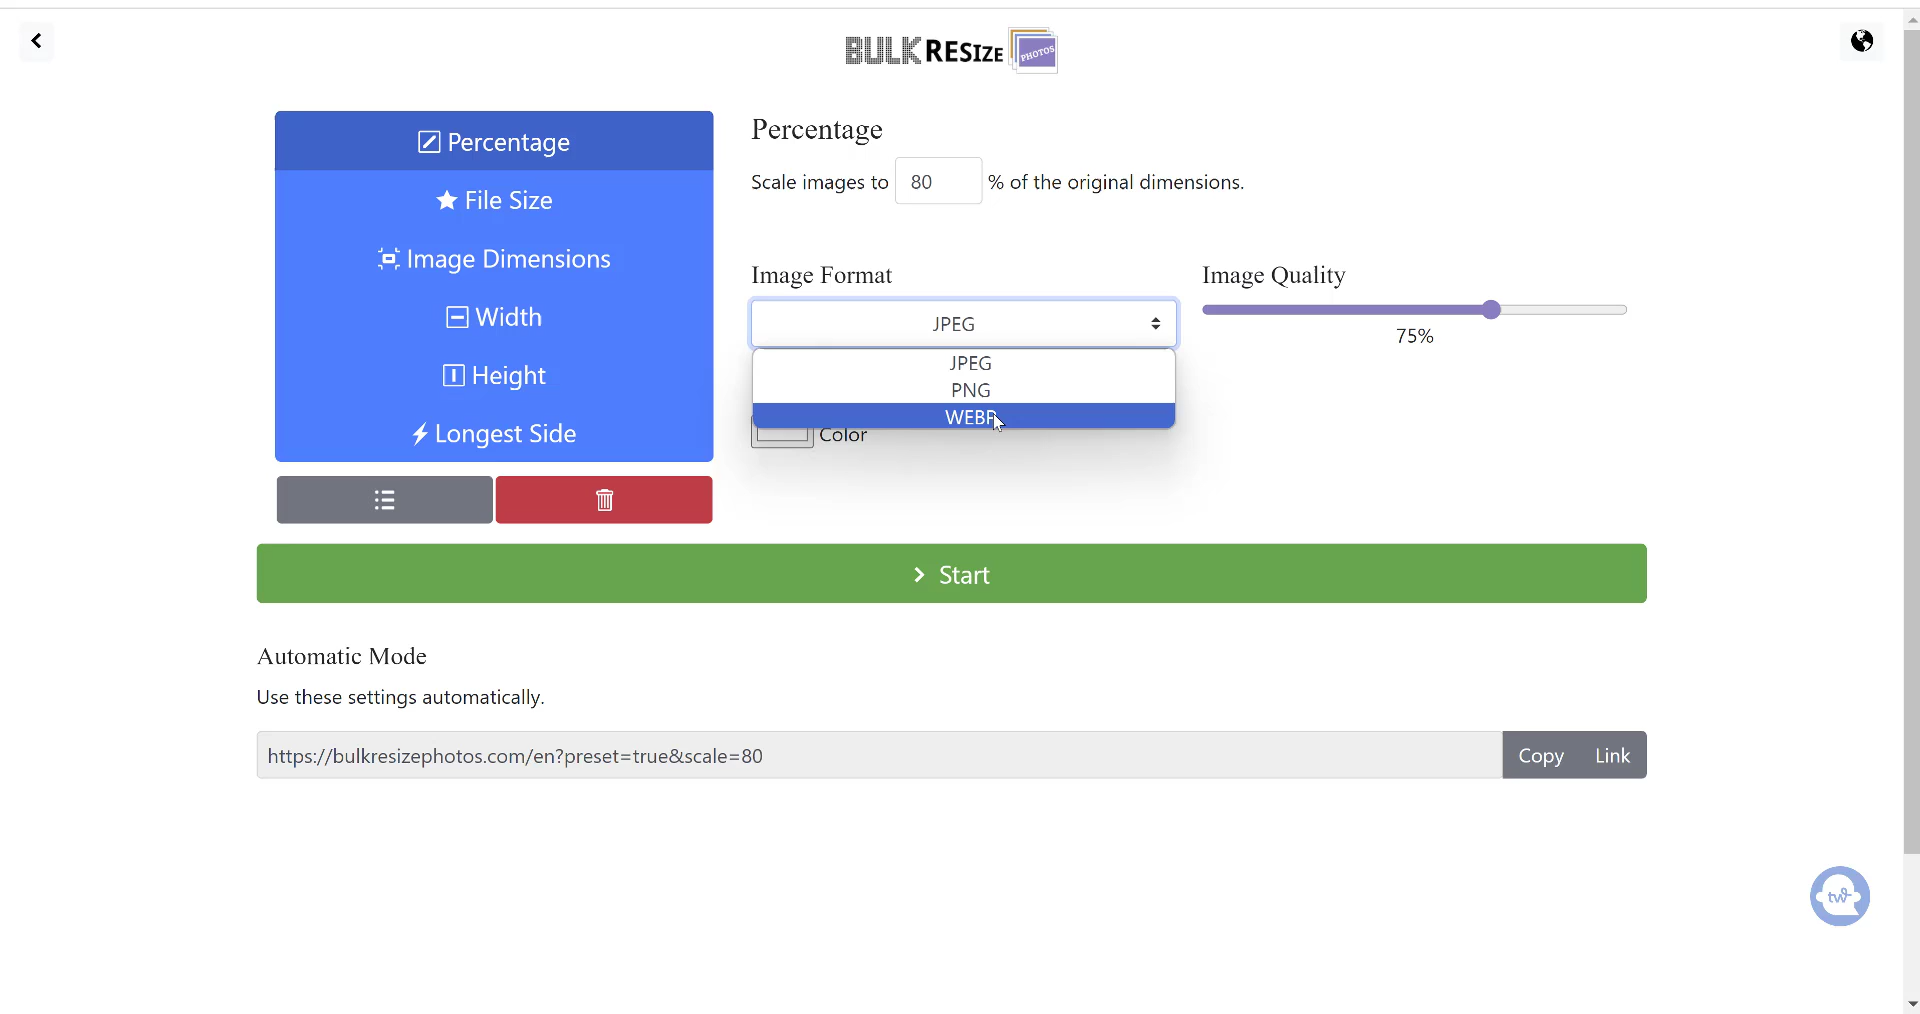 BULK RESIZE PHOTOS
Percentage
File Size
Image Dimensions
Width
Height
Longest Side
Percentage
Scale images to 80 % of the original dimensions.
Image Format
JPEG
JPEG
PNG
WEBP
Color
Image Quality
75%
Start
Automatic Mode
Use these settings automatically.
https://bulkresizephotos.com/en?preset=true&scale=80
Copy Link
tw